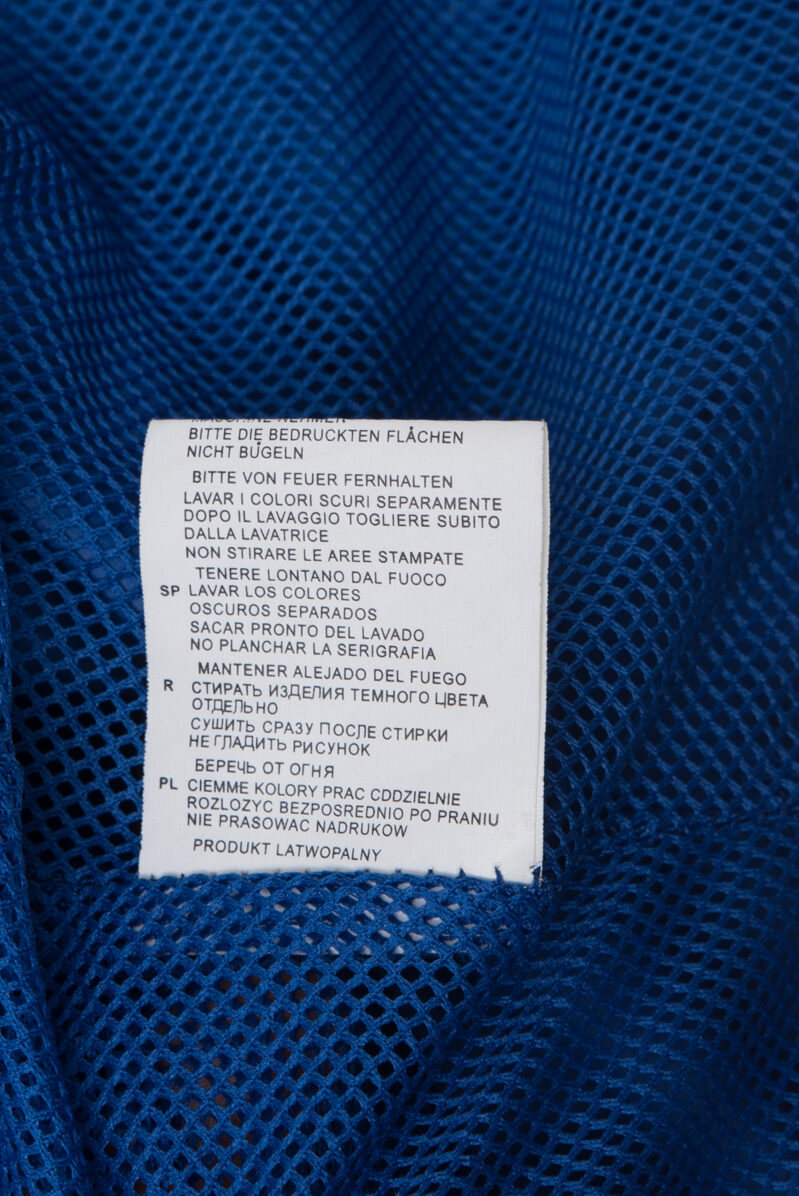 BITTE DIE BEDRUCKTEN FLÅCHEN
NICHT BŮGELN
BITTE VON FEUER FERNHALTEN
LAVAR I COLORI SCURI SEPARAMENTE
DOPO IL LAVAGGIO TOGLIERE SUBITO
DALLA LAVATRICE
NON STIRARE LE AREE STAMPATE
TENERE LONTANO DAL FUOCO
SP LAVAR LOS COLORES
OSCUROS SEPARADOS
SACAR PRONTO DEL LAVADO
NO PLANCHAR LA SERIGRAFIA
MANTENER ALEJADO DEL FUEGO
R СТИРАТЬ ИЗДЕЛИЯ ТЕМНОГО ЦВЕТА
ОТДЕЛЬНО
СУШИТЬ СРАЗУ ПОСЛЕ СТИРКИ
НЕ ГЛАДИТЬ РИСУНОК
БЕРЕЧЬ ОТ ОГНЯ
PL CIEMME KOLORY PRAC CDDZIELNIE
ROZLOZYC BEZPOSREDNIO PO PRANIU
NIE PRASOWAC NADRUKOW
PRODUKT LATWOPALNY